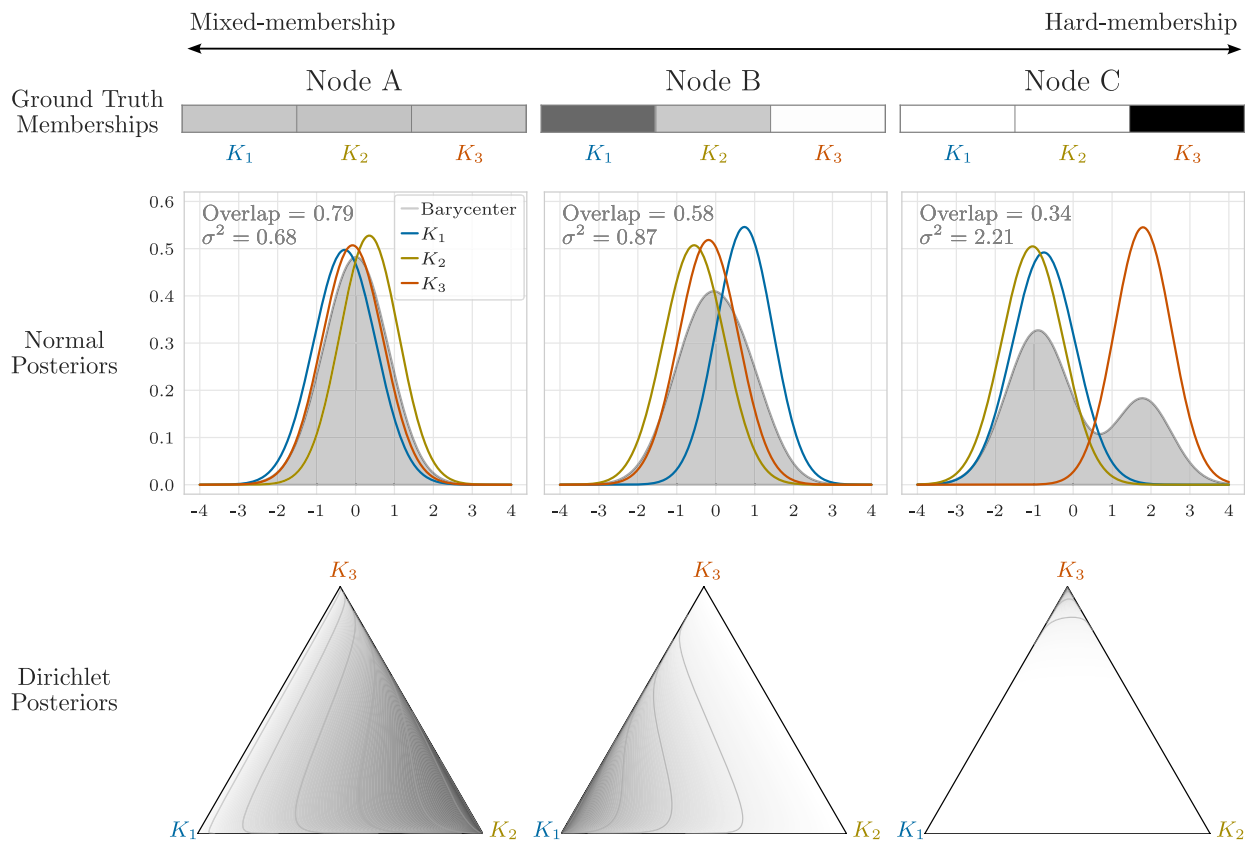 Mixed-membership Hard-membership
Node A Node B Node C
Ground Truth
Memberships
K1 K2 K3 K1 K2 K3 K1 K2 K3
Normal
Posteriors
0.6
0.5
0.4
0.3
0.2
0.1
0.0
Overlap = 0.79
σ² = 0.68
Barycenter
K1
K2
K3
-4 -3 -2 -1 0 1 2 3 4
Overlap = 0.58
σ² = 0.87
-4 -3 -2 -1 0 1 2 3 4
Overlap = 0.34
σ² = 2.21
-4 -3 -2 -1 0 1 2 3 4
Dirichlet
Posteriors
K3
K1 K2
K3
K1 K2
K3
K1 K2